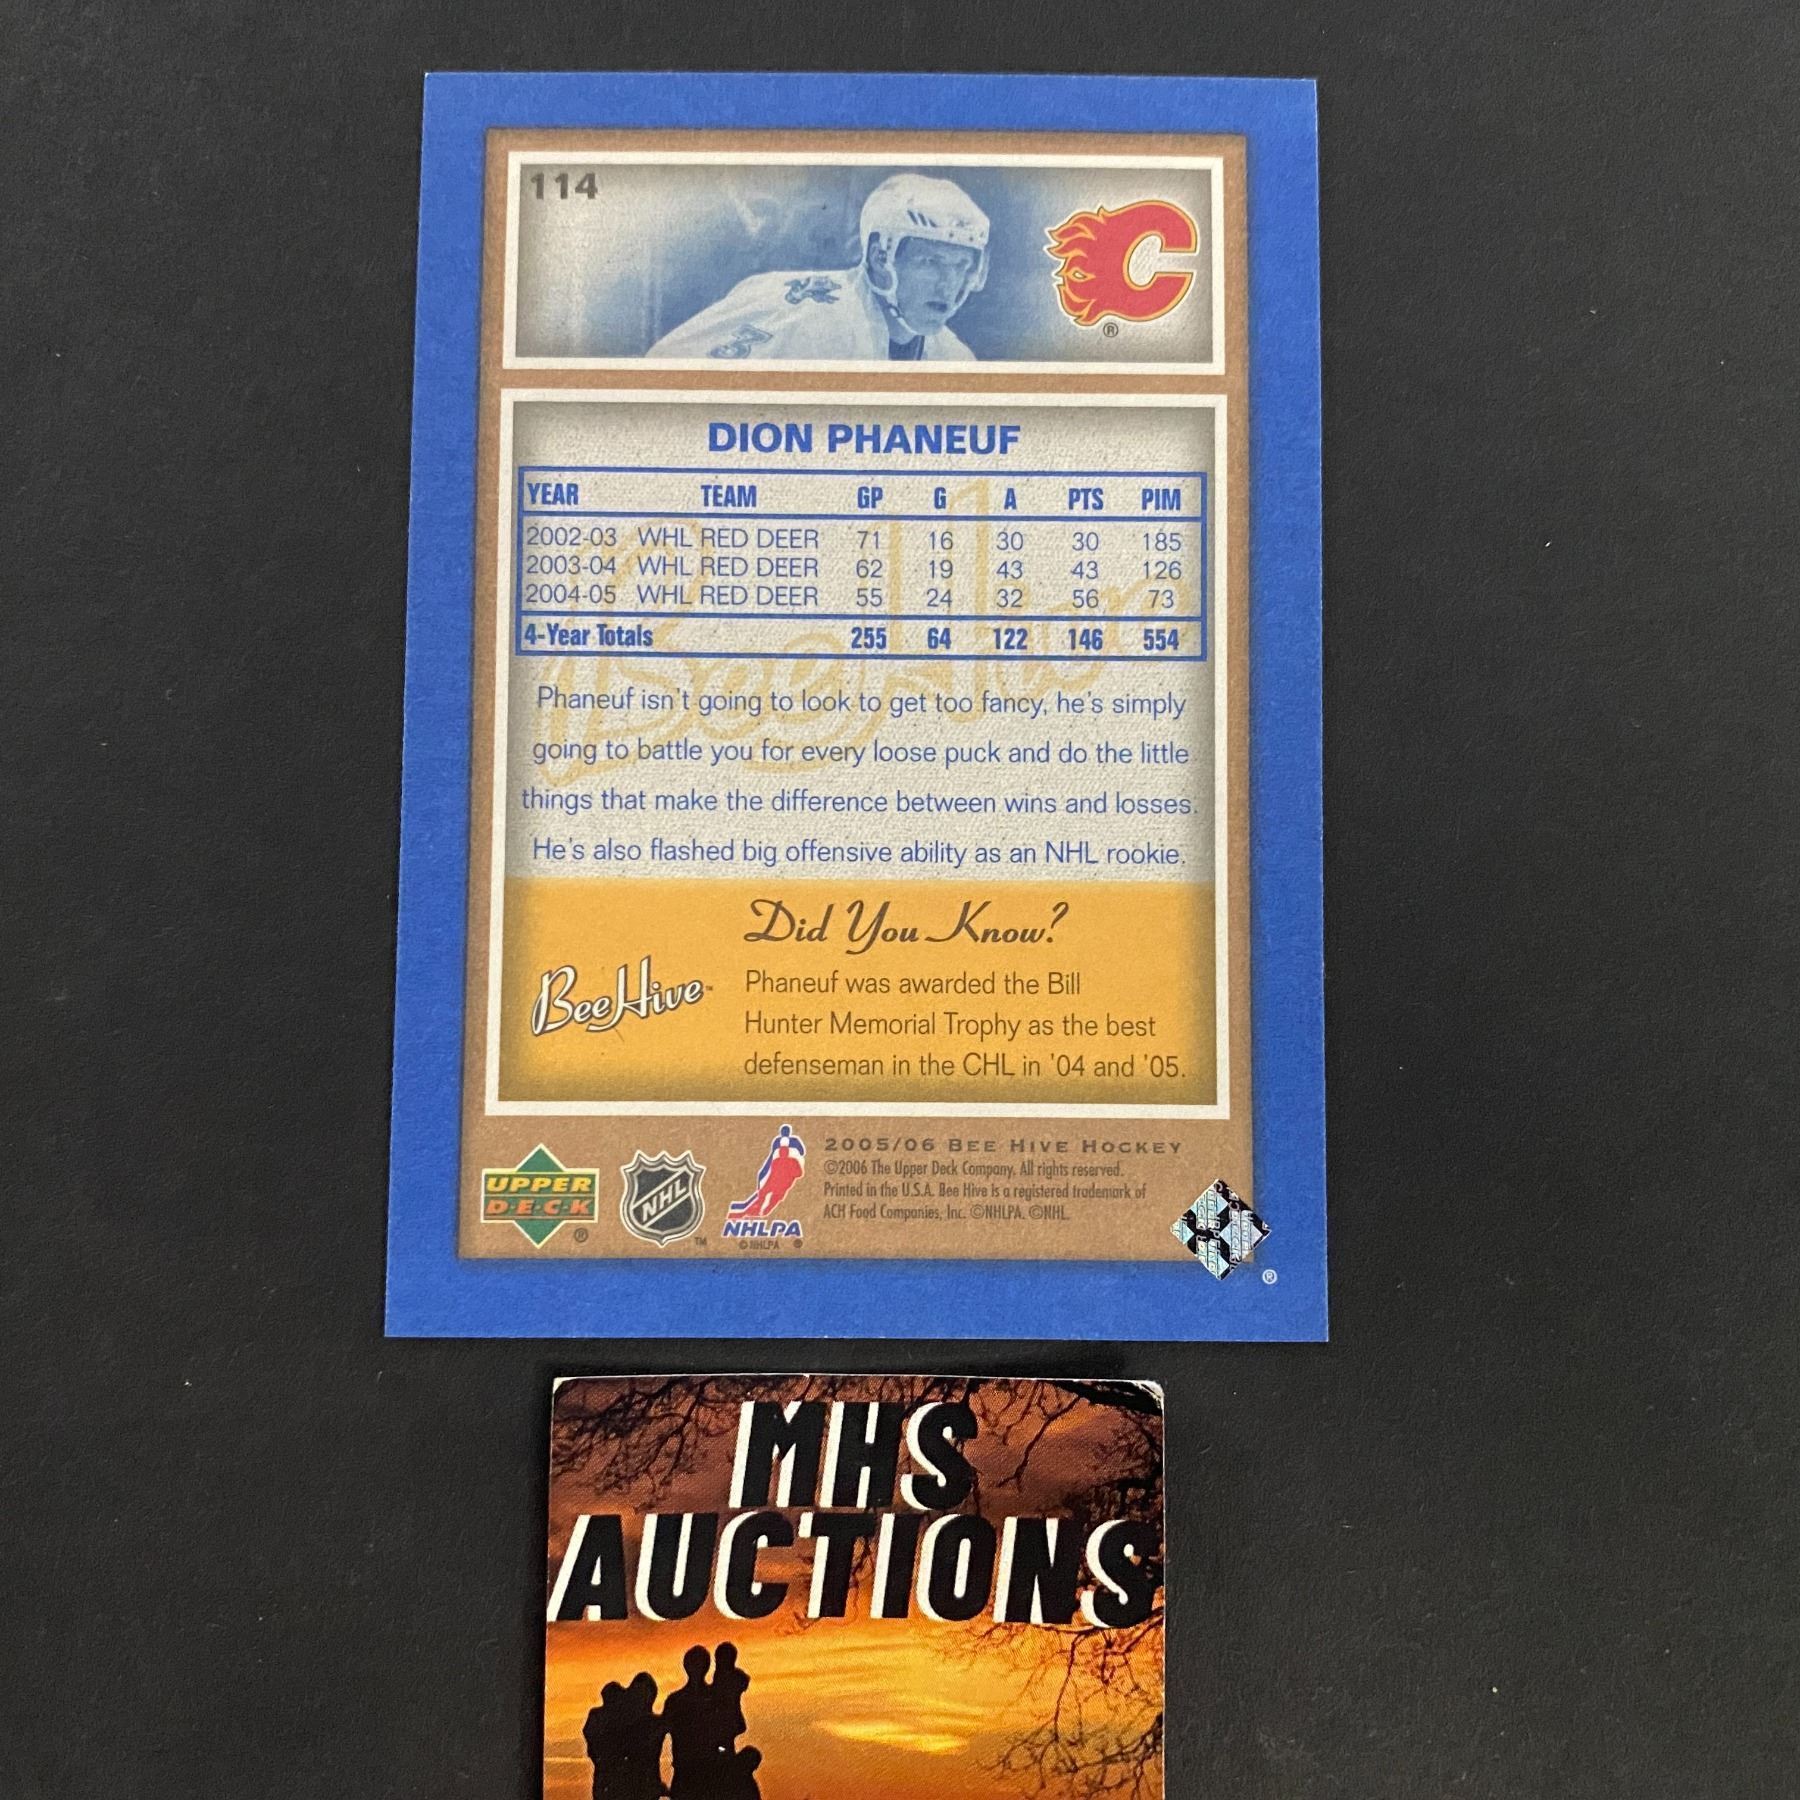 114
®
DION PHANEUF
YEAR TEAM GP G A PTS PIM
2002-03 WHL RED DEER 71 16 30 30 185
2003-04 WHL RED DEER 62 19 43 43 126
2004-05 WHL RED DEER 55 24 32 56 73
4-Year Totals 255 64 122 146 554
Phaneuf isn't going to look to get too fancy, he's simply
going to battle you for every loose puck and do the little
things that make the difference between wins and losses.
He's also flashed big offensive ability as an NHL rookie.
Did You Know?
BeeHive™
Phaneuf was awarded the Bill
Hunter Memorial Trophy as the best
defenseman in the CHL in '04 and '05.
UPPER
D·E·C·K
®
NHL
™
NHLPA
© NHLPA ®
2005/06 BEE HIVE HOCKEY
©2006 The Upper Deck Company. All rights reserved.
Printed in the U.S.A. Bee Hive is a registered trademark of
ACH Food Companies, Inc. ©NHLPA. ©NHL.
®
MHS
AUCTIONS